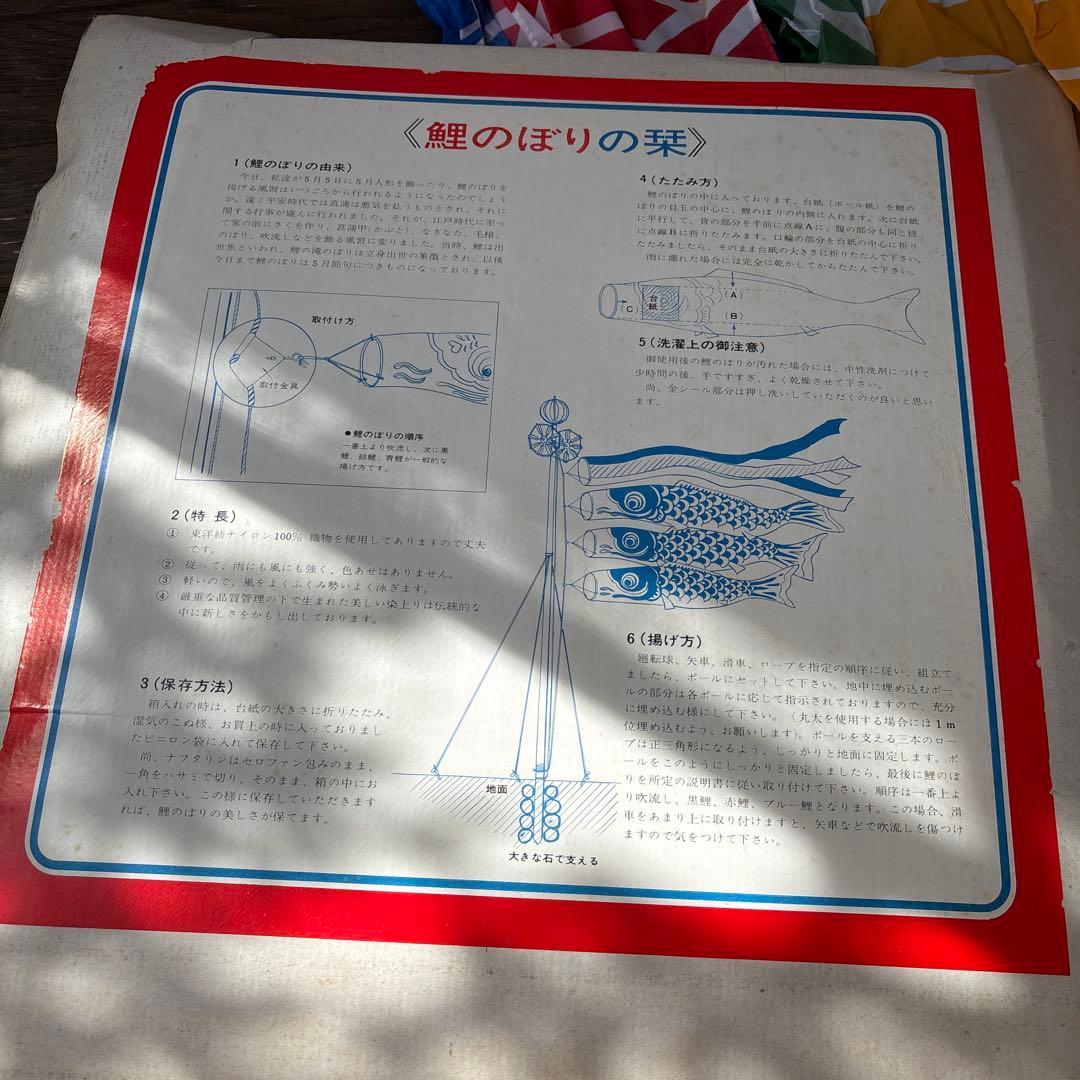 《鯉のぼりの栞》
1(鯉のぼりの由来)
今日、私達が5月5日に5月人形を飾ったり、鯉のぼりを
掲げる風習はいつごろから行われるようになったのでしょう
か。遠く平安時代では菖蒲は悪気を払うものとされ、それに
関する行事が盛んに行われました。それが、江戸時代に至っ
て家の前にさくを作り、菖蒲甲(かぶと)、なぎなた、毛槍、
のぼり、吹流しなどを飾る風習に変りました。当時、鯉は出
世魚といわれ、鯉の滝のぼりは立身出世の象徴とされ、以後
今日まで鯉のぼりは5月節句につきものになっております。
取付け方
取付金具
●鯉のぼりの順序
一番上より吹流し、次に黒
鯉、緋鯉、青鯉が一般的な
揚げ方です。
2(特長)
① 東洋紡ナイロン100% 織物を使用してありますので丈夫
です。
② 従って、雨にも風にも強く、色あせはありません。
③ 軽いので、風をよくふくみ勢いよく泳ぎます。
④ 厳重な品質管理の下で生まれた美しい染上りは伝統的な
中に新しさをかもし出しております。
3(保存方法)
箱入れの時は、台紙の大きさに折りたたみ、
湿気のこぬ様、お買上の時に入っておりまし
たビニロン袋に入れて保存して下さい。
尚、ナフタリンはセロファン包みのまま、
一角をハサミで切り、そのまま、箱の中にお
入れ下さい。この様に保存していただきます
れば、鯉のぼりの美しさが保てます。
4(たたみ方)
鯉のぼりの中に入っております、台紙(ボール紙)を鯉の
ぼりの目玉の中心に、鯉のぼりの内側に入れます。次に台紙
に平行して、背の部分を手前に点線Aに、腹の部分も同じ様
に点線Bに折りたたみます。口輪の部分を台紙の中心に折り
たたみましたら、そのまま台紙の大きさに折りたたんで下さい。
雨に濡れた場合には完全に乾かしてからたたんで下さい。
(A)
台紙
(C)
(B)
5(洗濯上の御注意)
御使用後の鯉のぼりが汚れた場合には、中性洗剤につけて
少時間の後、手ですすぎ、よく乾燥させて下さい。
尚、金シール部分は押し洗いしていただくのが良いと思い
ます。
6(揚げ方)
廻転球、矢車、滑車、ロープを指定の順序に従い、組立て
ましたら、ポールにセットして下さい。地中に埋め込むポー
ルの部分は各ポールに応じて指示されておりますので、充分
に埋め込む様にして下さい。(丸太を使用する場合には1m
位埋め込むよう、お願いします)。ポールを支える三本のロー
プは正三角形になるよう、しっかりと地面に固定します。ポ
ールをこのようにしっかりと固定しましたら、最後に鯉のぼ
りを所定の説明書に従い取り付けて下さい。順序は一番上よ
り吹流し、黒鯉、赤鯉、ブルー鯉となります。この場合、滑
車をあまり上に取り付けますと、矢車などで吹流しを傷つけ
ますので気をつけて下さい。
地面
大きな石で支える